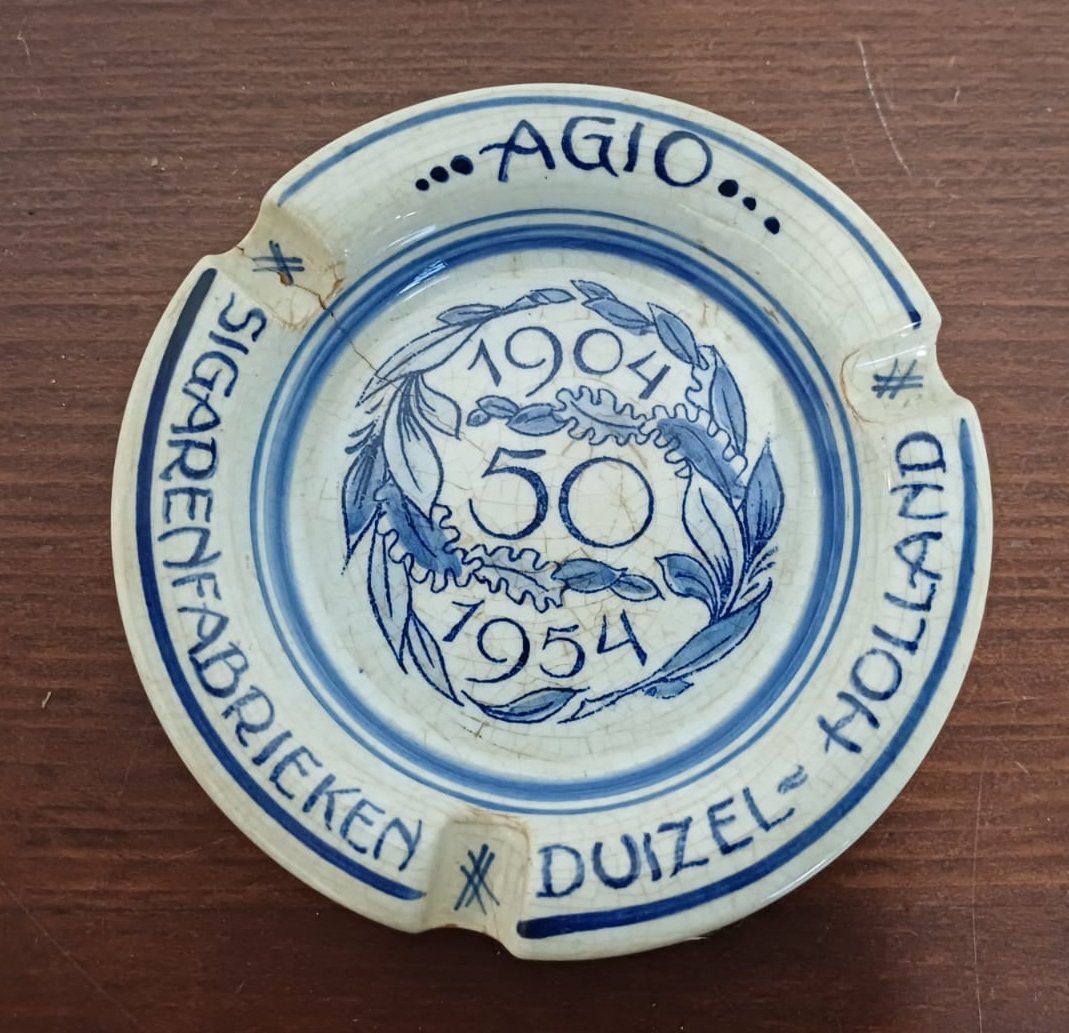 ...AGIO...
SIGARENFABRIEKEN
DUIZEL=HOLLAND
1904
50
1954